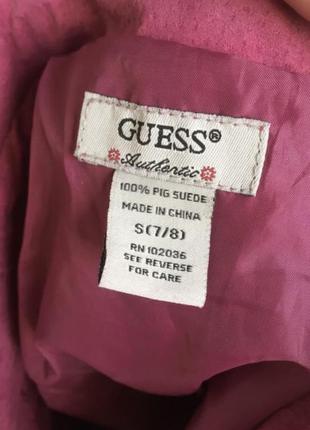 GUESS®
Authentic
100% PIG SUEDE
MADE IN CHINA
S(7/8)
RN 102036
SEE REVERSE
FOR CARE